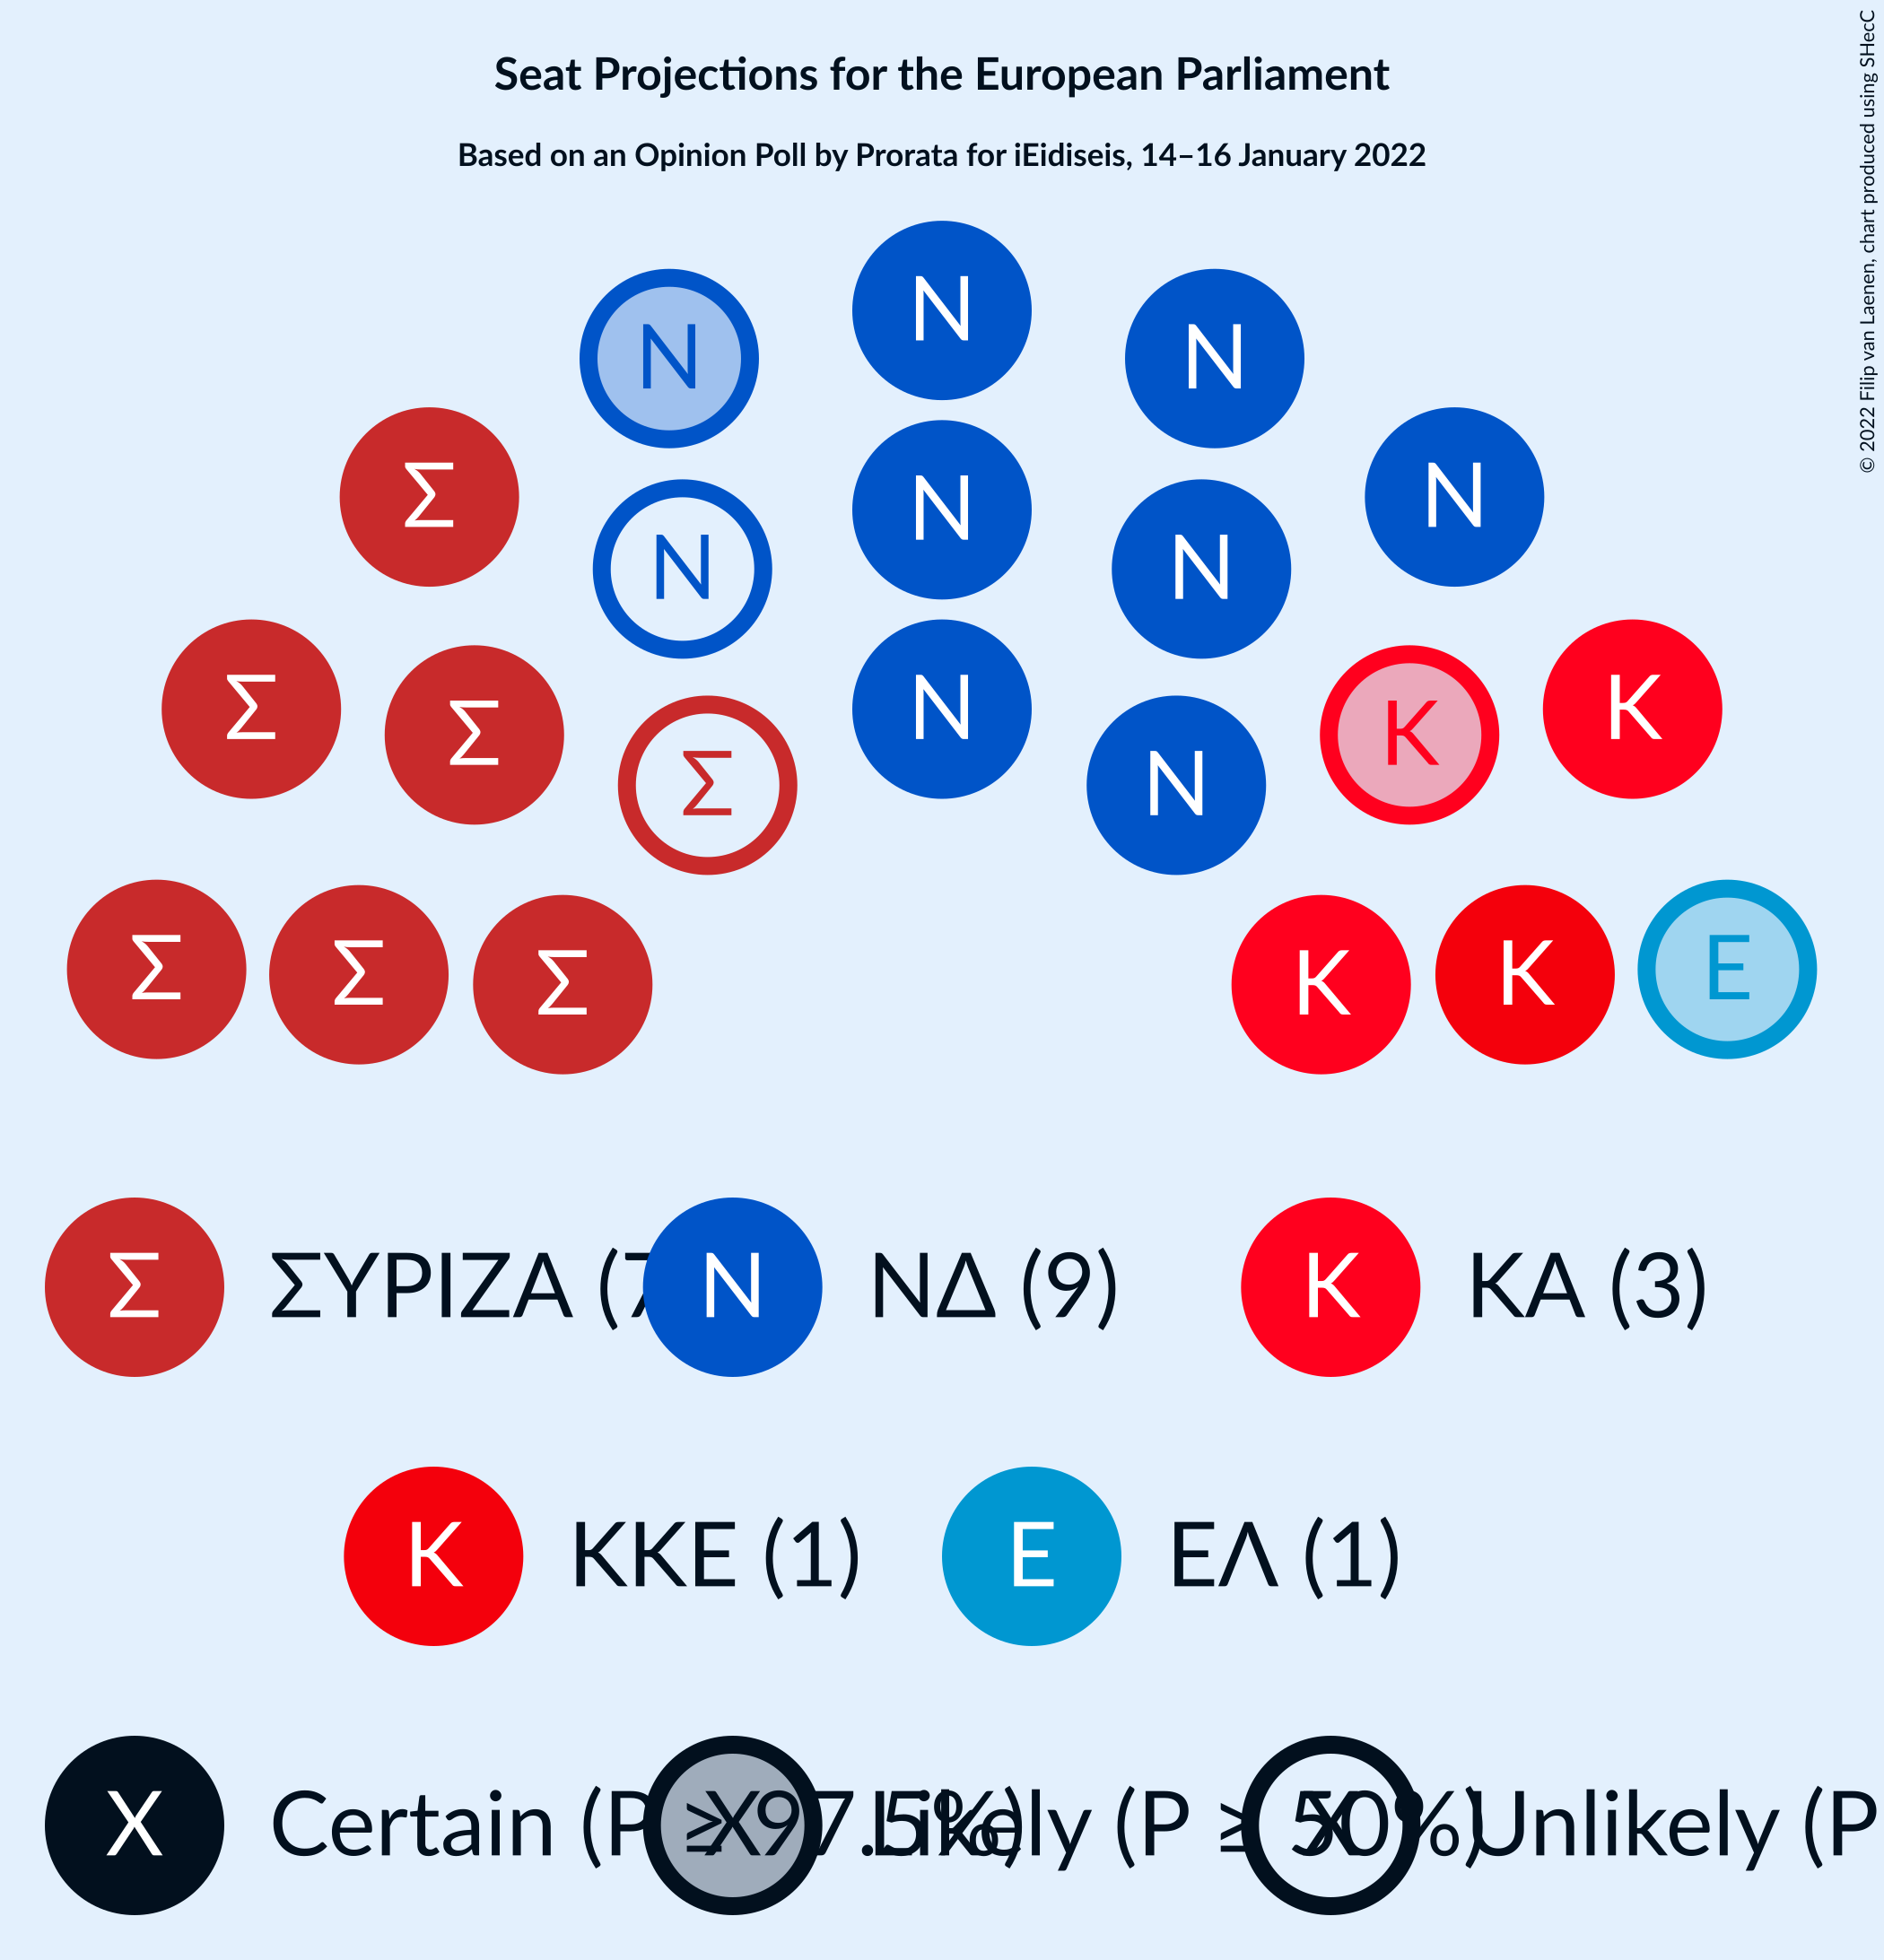 Seat Projections for the European Parliament
Based on an Opinion Poll by Prorata for iEidiseis, 14–16 January 2022
© 2022 Filip van Laenen, chart produced using SHecC
N
N N
Σ N
N N N
Σ N K K
Σ N
Σ N
Σ Σ Σ K K E
Σ ΣΥΡΙΖΑ (7 N ΝΔ (9) K ΚΑ (3)
K ΚΚΕ (1) E ΕΛ (1)
X Certain (P ≥ 97.5%) X Likely (P ≥ 50%) X Unlikely (P